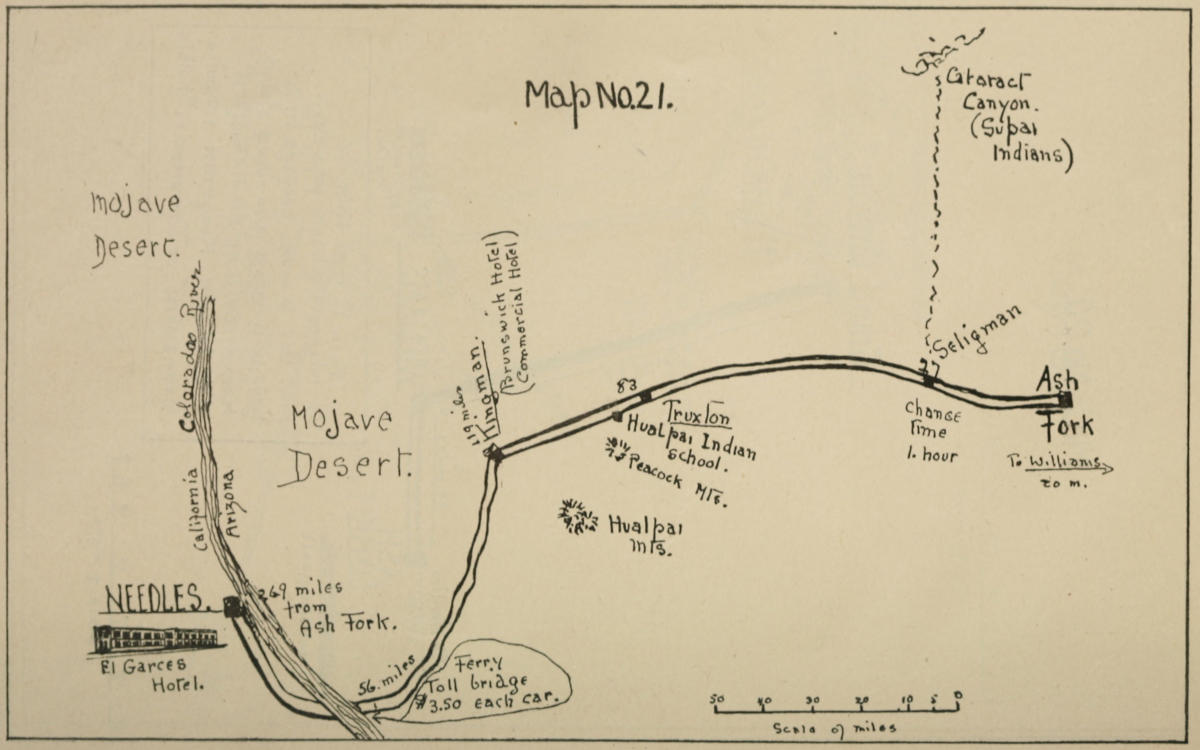 Map No.21.
Cataract
Canyon.
(Supai
Indians)
Mojave
Desert.
Colorado River
California
Arizona
Mojave
Desert.
119 miles
Kingman.
(Brunswick Hotel)
(Commercial Hotel)
83
Truxton
Hualpai Indian
School.
Peacock Mts.
Hualpai
Mts.
27
Seligman
Change
Time
1. hour
Ash
Fork
To Williams
20 m.
NEEDLES.
269 miles
from
Ash Fork.
El Garces
Hotel.
56. miles
Ferry
Toll bridge
$3.50 each car.
50 40 30 20 10 5 0
Scale of miles